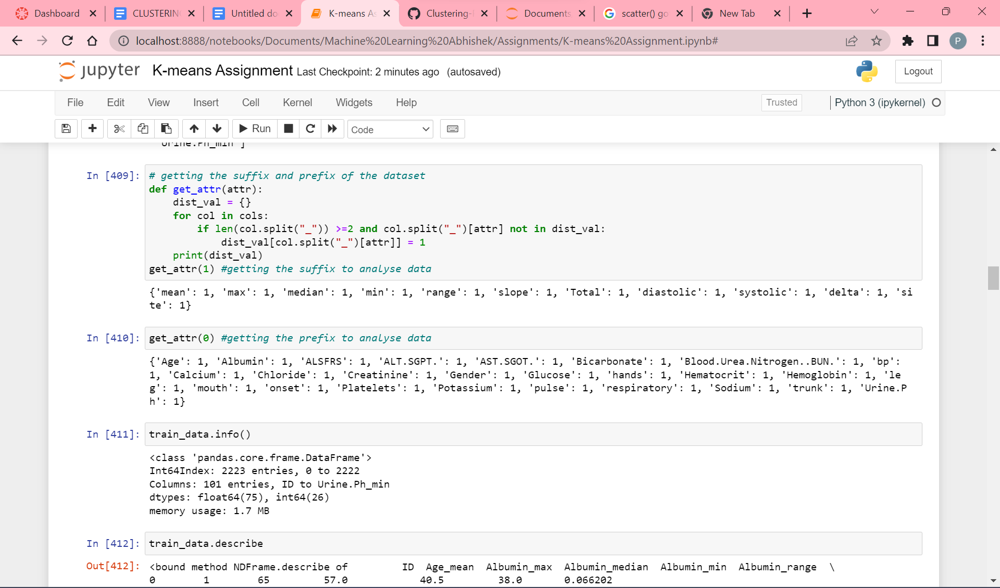 Dashboard CLUSTERIN Untitled do K-means As Clustering- Documents scatter() go New Tab
localhost:8888/notebooks/Documents/Machine%20Learning%20Abhishek/Assignments/K-means%20Assignment.ipynb# P
jupyter K-means Assignment Last Checkpoint: 2 minutes ago (autosaved) Logout
File Edit View Insert Cell Kernel Widgets Help Trusted Python 3 (ipykernel)
Run Code
Urine.Ph_min ]
In [409]: # getting the suffix and prefix of the dataset
def get_attr(attr):
    dist_val = {}
    for col in cols:
        if len(col.split("_")) >=2 and col.split("_")[attr] not in dist_val:
            dist_val[col.split("_")[attr]] = 1
    print(dist_val)
get_attr(1) #getting the suffix to analyse data
{'mean': 1, 'max': 1, 'median': 1, 'min': 1, 'range': 1, 'slope': 1, 'Total': 1, 'diastolic': 1, 'systolic': 1, 'delta': 1, 'si
te': 1}
In [410]: get_attr(0) #getting the prefix to analyse data
{'Age': 1, 'Albumin': 1, 'ALSFRS': 1, 'ALT.SGPT.': 1, 'AST.SGOT.': 1, 'Bicarbonate': 1, 'Blood.Urea.Nitrogen..BUN.': 1, 'bp':
1, 'Calcium': 1, 'Chloride': 1, 'Creatinine': 1, 'Gender': 1, 'Glucose': 1, 'hands': 1, 'Hematocrit': 1, 'Hemoglobin': 1, 'le
g': 1, 'mouth': 1, 'onset': 1, 'Platelets': 1, 'Potassium': 1, 'pulse': 1, 'respiratory': 1, 'Sodium': 1, 'trunk': 1, 'Urine.P
h': 1}
In [411]: train_data.info()
<class 'pandas.core.frame.DataFrame'>
Int64Index: 2223 entries, 0 to 2222
Columns: 101 entries, ID to Urine.Ph_min
dtypes: float64(75), int64(26)
memory usage: 1.7 MB
In [412]: train_data.describe
Out[412]: <bound method NDFrame.describe of ID Age_mean Albumin_max Albumin_median Albumin_min Albumin_range \
0 1 65 57.0 40.5 38.0 0.066202